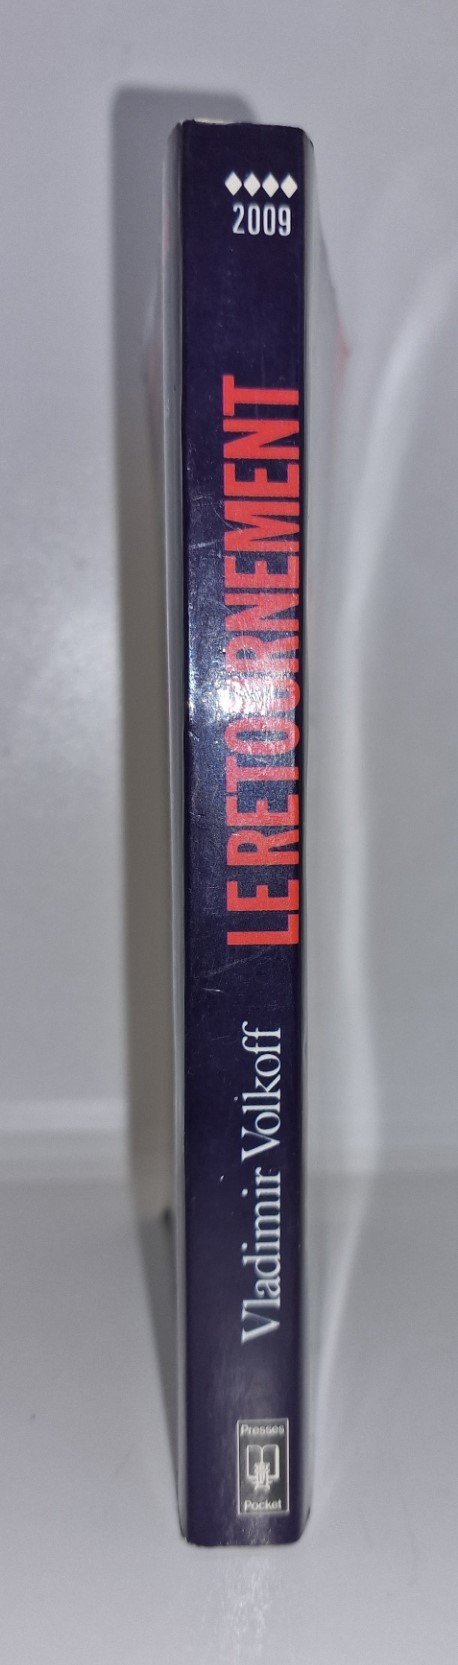 2009
LE RETOURNEMENT
Vladimir Volkoff
Presses
Pocket